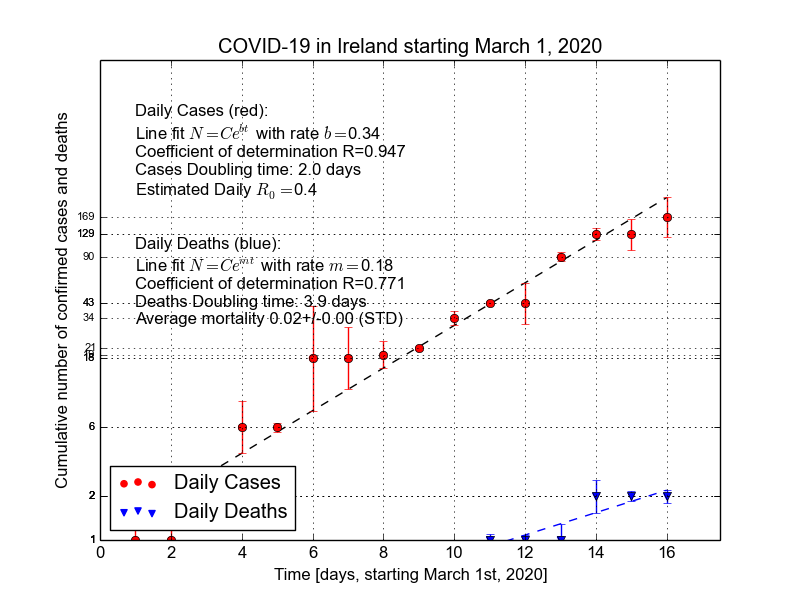 COVID-19 in Ireland starting March 1, 2020
Cumulative number of confirmed cases and deaths
Daily Cases (red):
Line fit N=Ce^{bt} with rate b=0.34
Coefficient of determination R=0.947
Cases Doubling time: 2.0 days
Estimated Daily R_0=0.4
Daily Deaths (blue):
Line fit N=Ce^{mt} with rate m=0.18
Coefficient of determination R=0.771
Deaths Doubling time: 3.9 days
Average mortality 0.02+/-0.00 (STD)
169
129
90
43
34
21
18
6
2
1
Daily Cases
Daily Deaths
0 2 4 6 8 10 12 14 16
Time [days, starting March 1st, 2020]